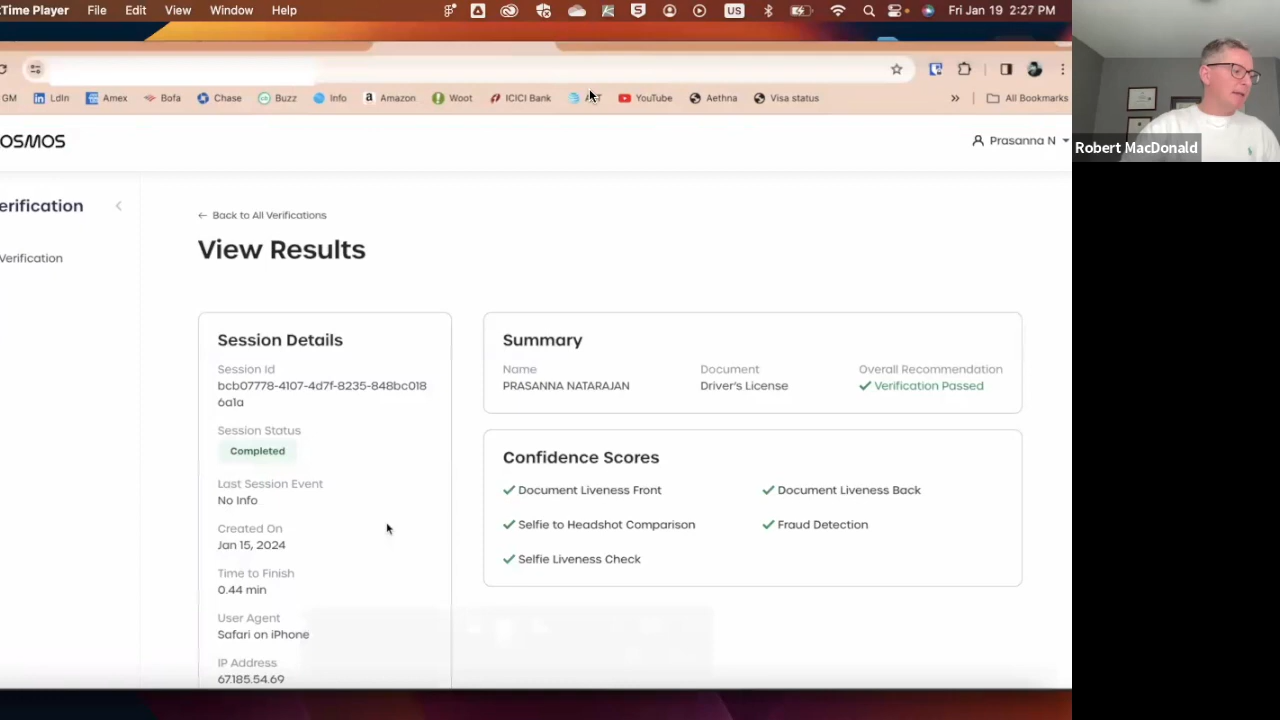 Time Player File Edit View Window Help US Fri Jan 19 2:27 PM
GM LdIn Amex Bofa Chase Buzz Info Amazon Woot ICICI Bank YouTube Aethna Visa status » All Bookmarks
OSMOS
Prasanna N
Robert MacDonald
erification
Verification
← Back to All Verifications
View Results
Session Details
Session Id
bcb07778-4107-4d7f-8235-848bc018
6a1a
Session Status
Completed
Last Session Event
No Info
Created On
Jan 15, 2024
Time to Finish
0.44 min
User Agent
Safari on iPhone
IP Address
67.185.54.69
Summary
Name Document Overall Recommendation
PRASANNA NATARAJAN Driver's License Verification Passed
Confidence Scores
Document Liveness Front Document Liveness Back
Selfie to Headshot Comparison Fraud Detection
Selfie Liveness Check